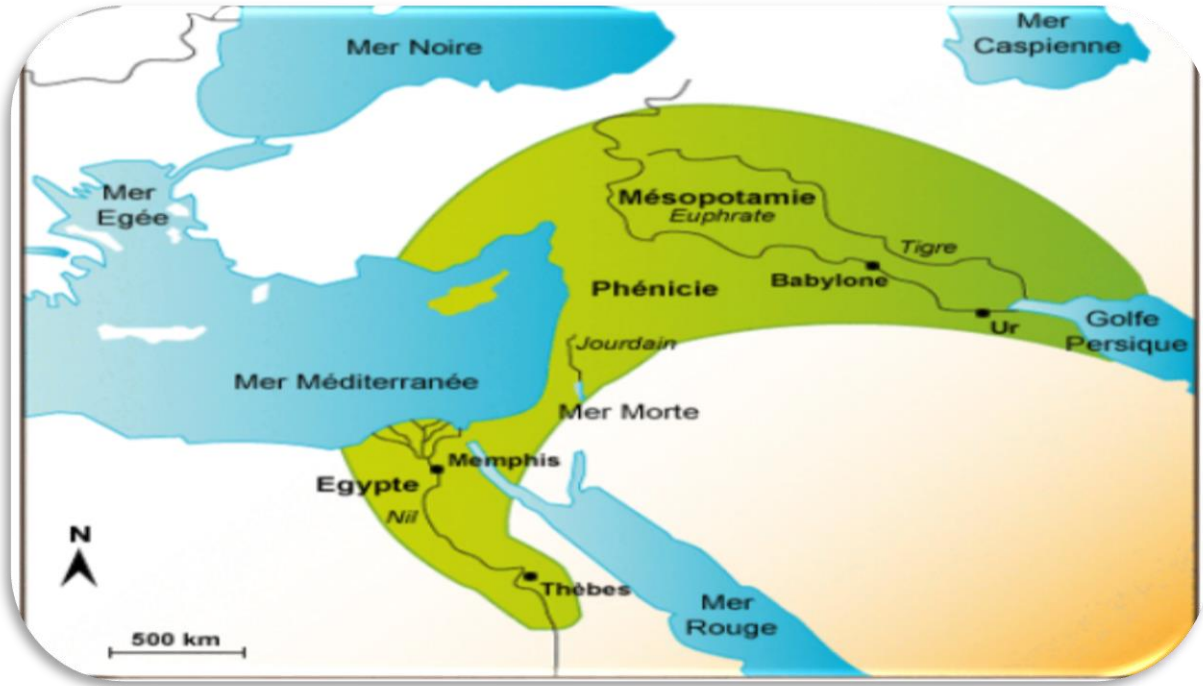 Mer
Caspienne
Mer Noire
Mer
Egée
Mésopotamie
Euphrate
Tigre
Babylone
Phénicie
Ur
Golfe
Persique
Jourdain
Mer Méditerranée
Mer Morte
Memphis
Egypte
Nil
N
Thèbes
Mer
Rouge
500 km